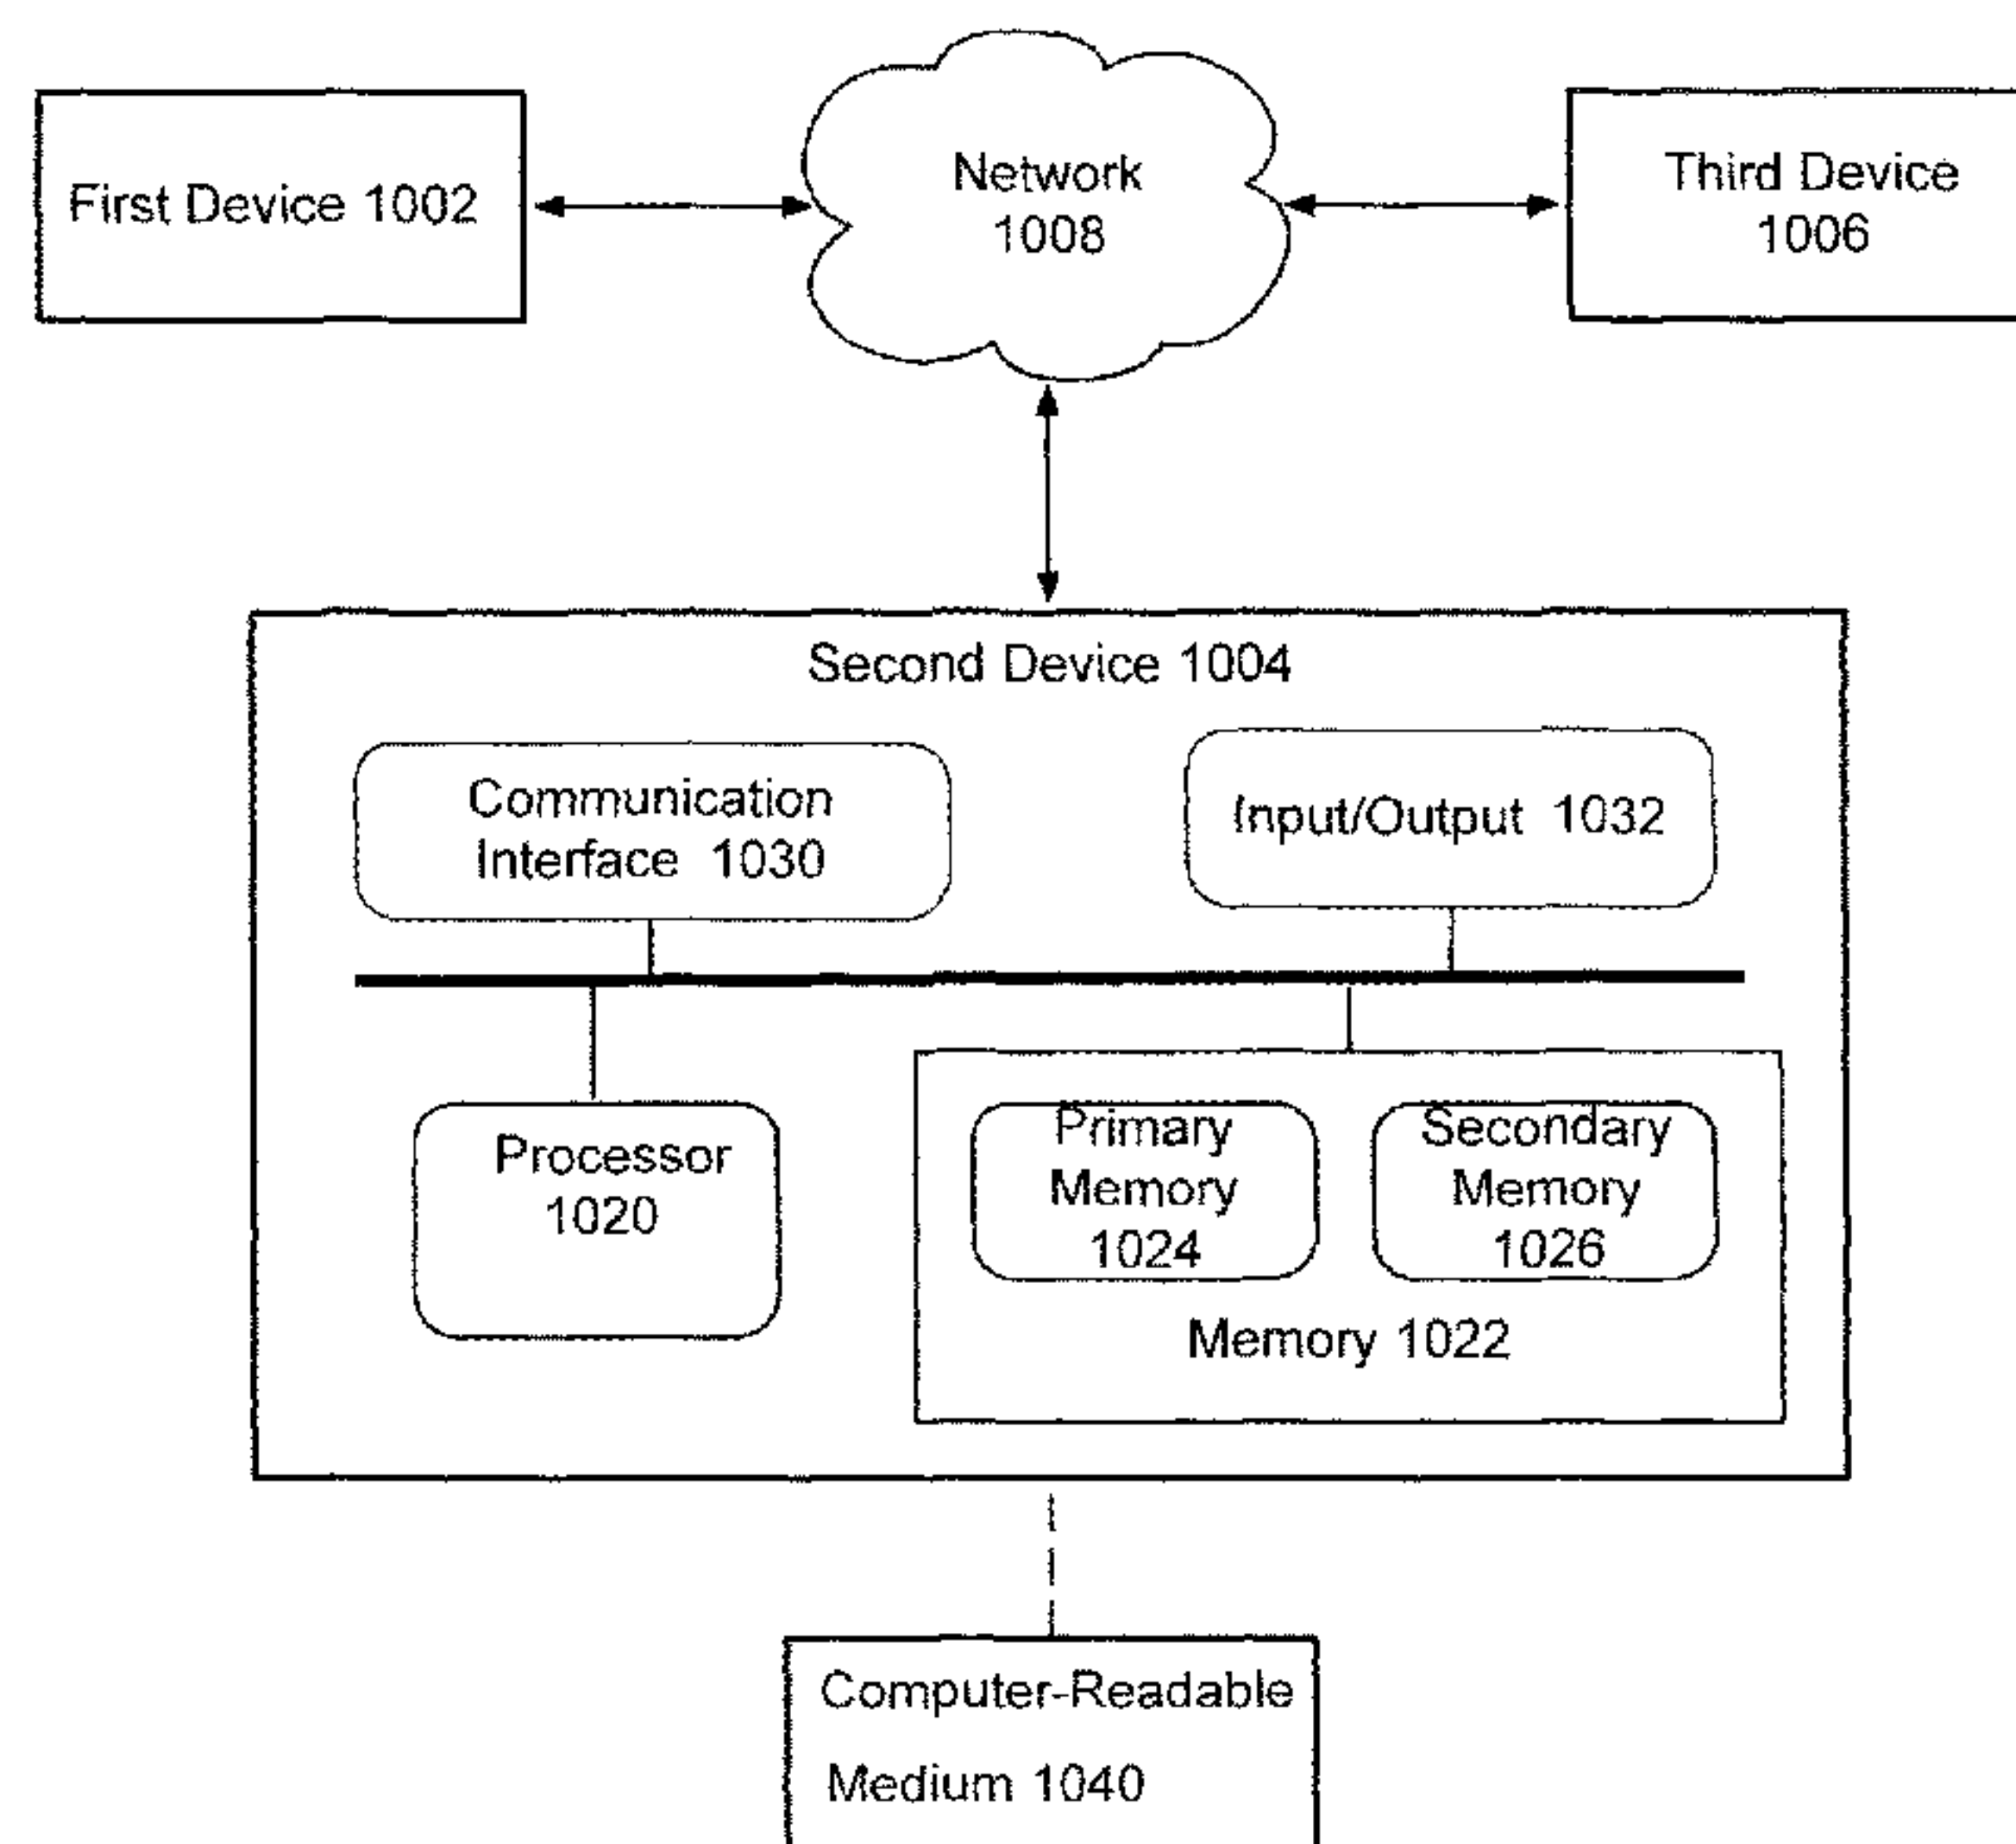 First Device 1002
Network
1008
Third Device
1006
Second Device 1004
Communication
Interface 1030
Input/Output 1032
Processor
1020
Primary
Memory
1024
Secondary
Memory
1026
Memory 1022
Computer-Readable
Medium 1040